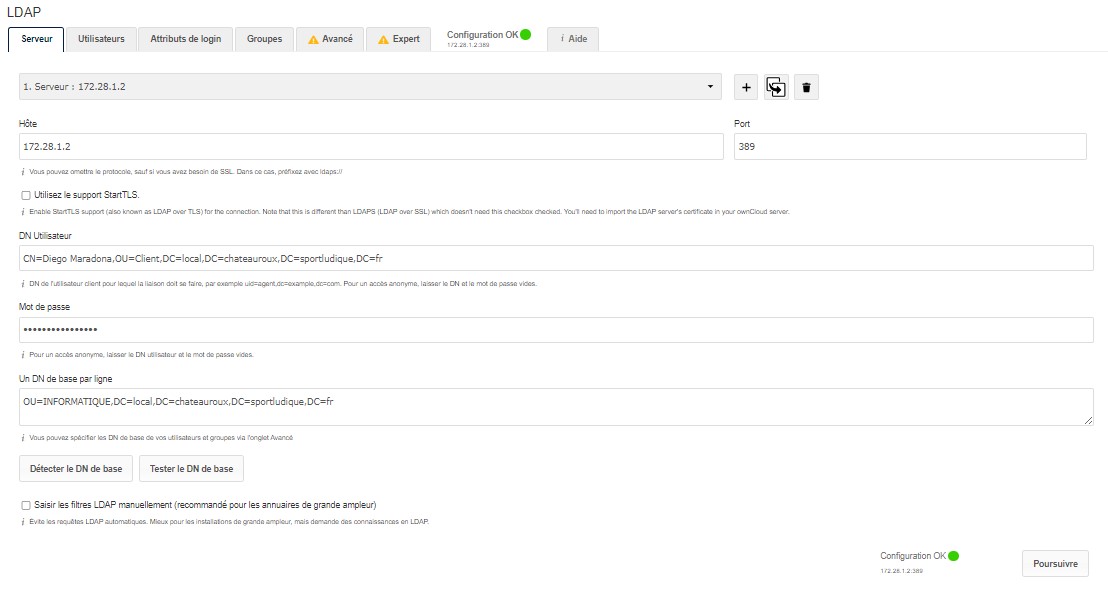 LDAP
Serveur Utilisateurs Attributs de login Groupes Avancé Expert Configuration OK i Aide
172.28.1.2:389
1. Serveur : 172.28.1.2
Hôte Port
172.28.1.2 389
i Vous pouvez omettre le protocole, sauf si vous avez besoin de SSL. Dans ce cas, préfixez avec ldaps://
Utilisez le support StartTLS.
i Enable StartTLS support (also known as LDAP over TLS) for the connection. Note that this is different than LDAPS (LDAP over SSL) which doesn't need this checkbox checked. You'll need to import the LDAP server's certificate in your ownCloud server.
DN Utilisateur
CN=Diego Maradona,OU=Client,DC=local,DC=chateauroux,DC=sportludique,DC=fr
i DN de l'utilisateur client pour lequel la liaison doit se faire, par exemple uid=agent,dc=example,dc=com. Pour un accès anonyme, laisser le DN et le mot de passe vides.
Mot de passe
••••••••••••••••
i Pour un accès anonyme, laisser le DN utilisateur et le mot de passe vides.
Un DN de base par ligne
OU=INFORMATIQUE,DC=local,DC=chateauroux,DC=sportludique,DC=fr
i Vous pouvez spécifier les DN de base de vos utilisateurs et groupes via l'onglet Avancé
Détecter le DN de base Tester le DN de base
Saisir les filtres LDAP manuellement (recommandé pour les annuaires de grande ampleur)
i Evite les requêtes LDAP automatiques. Mieux pour les installations de grande ampleur, mais demande des connaissances en LDAP.
Configuration OK
172.28.1.2:389
Poursuivre